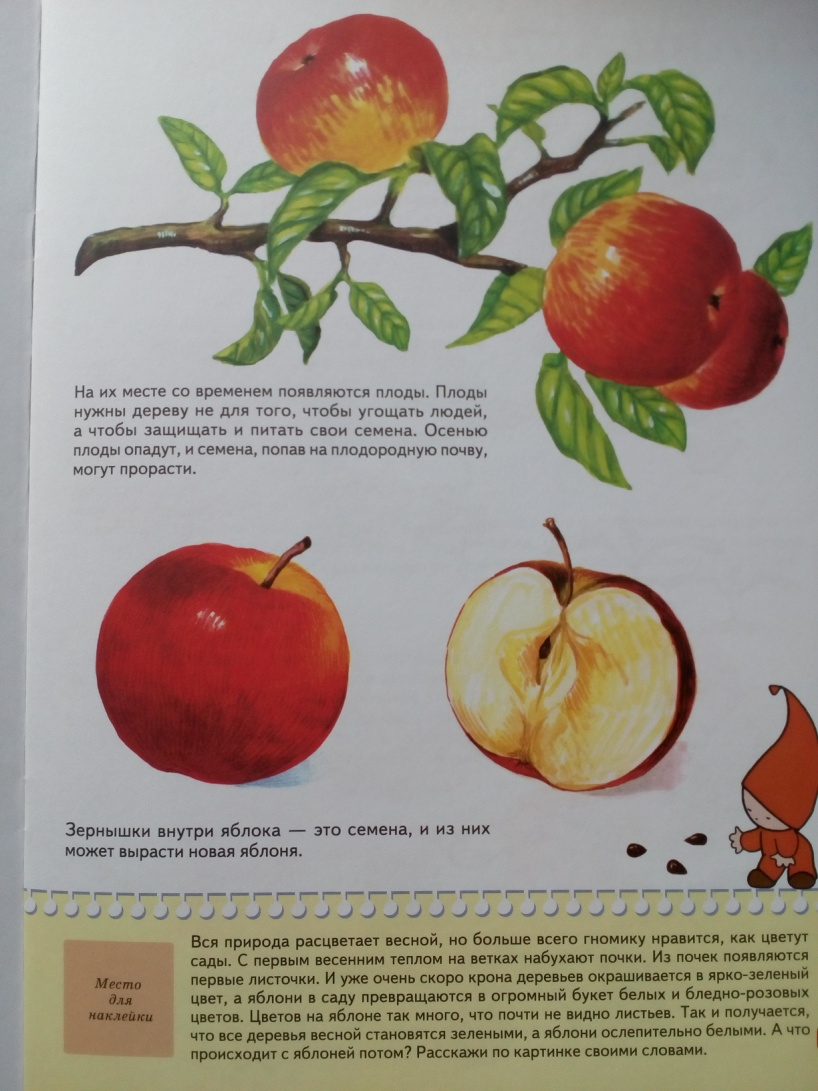 На их месте со временем появляются плоды. Плоды
нужны дереву не для того, чтобы угощать людей,
а чтобы защищать и питать свои семена. Осенью
плоды опадут, и семена, попав на плодородную почву,
могут прорасти.
Зернышки внутри яблока — это семена, и из них
может вырасти новая яблоня.
Место
для
наклейки
Вся природа расцветает весной, но больше всего гномику нравится, как цветут
сады. С первым весенним теплом на ветках набухают почки. Из почек появляются
первые листочки. И уже очень скоро крона деревьев окрашивается в ярко-зеленый
цвет, а яблони в саду превращаются в огромный букет белых и бледно-розовых
цветов. Цветов на яблоне так много, что почти не видно листьев. Так и получается,
что все деревья весной становятся зелеными, а яблони ослепительно белыми. А что
происходит с яблоней потом? Расскажи по картинке своими словами.